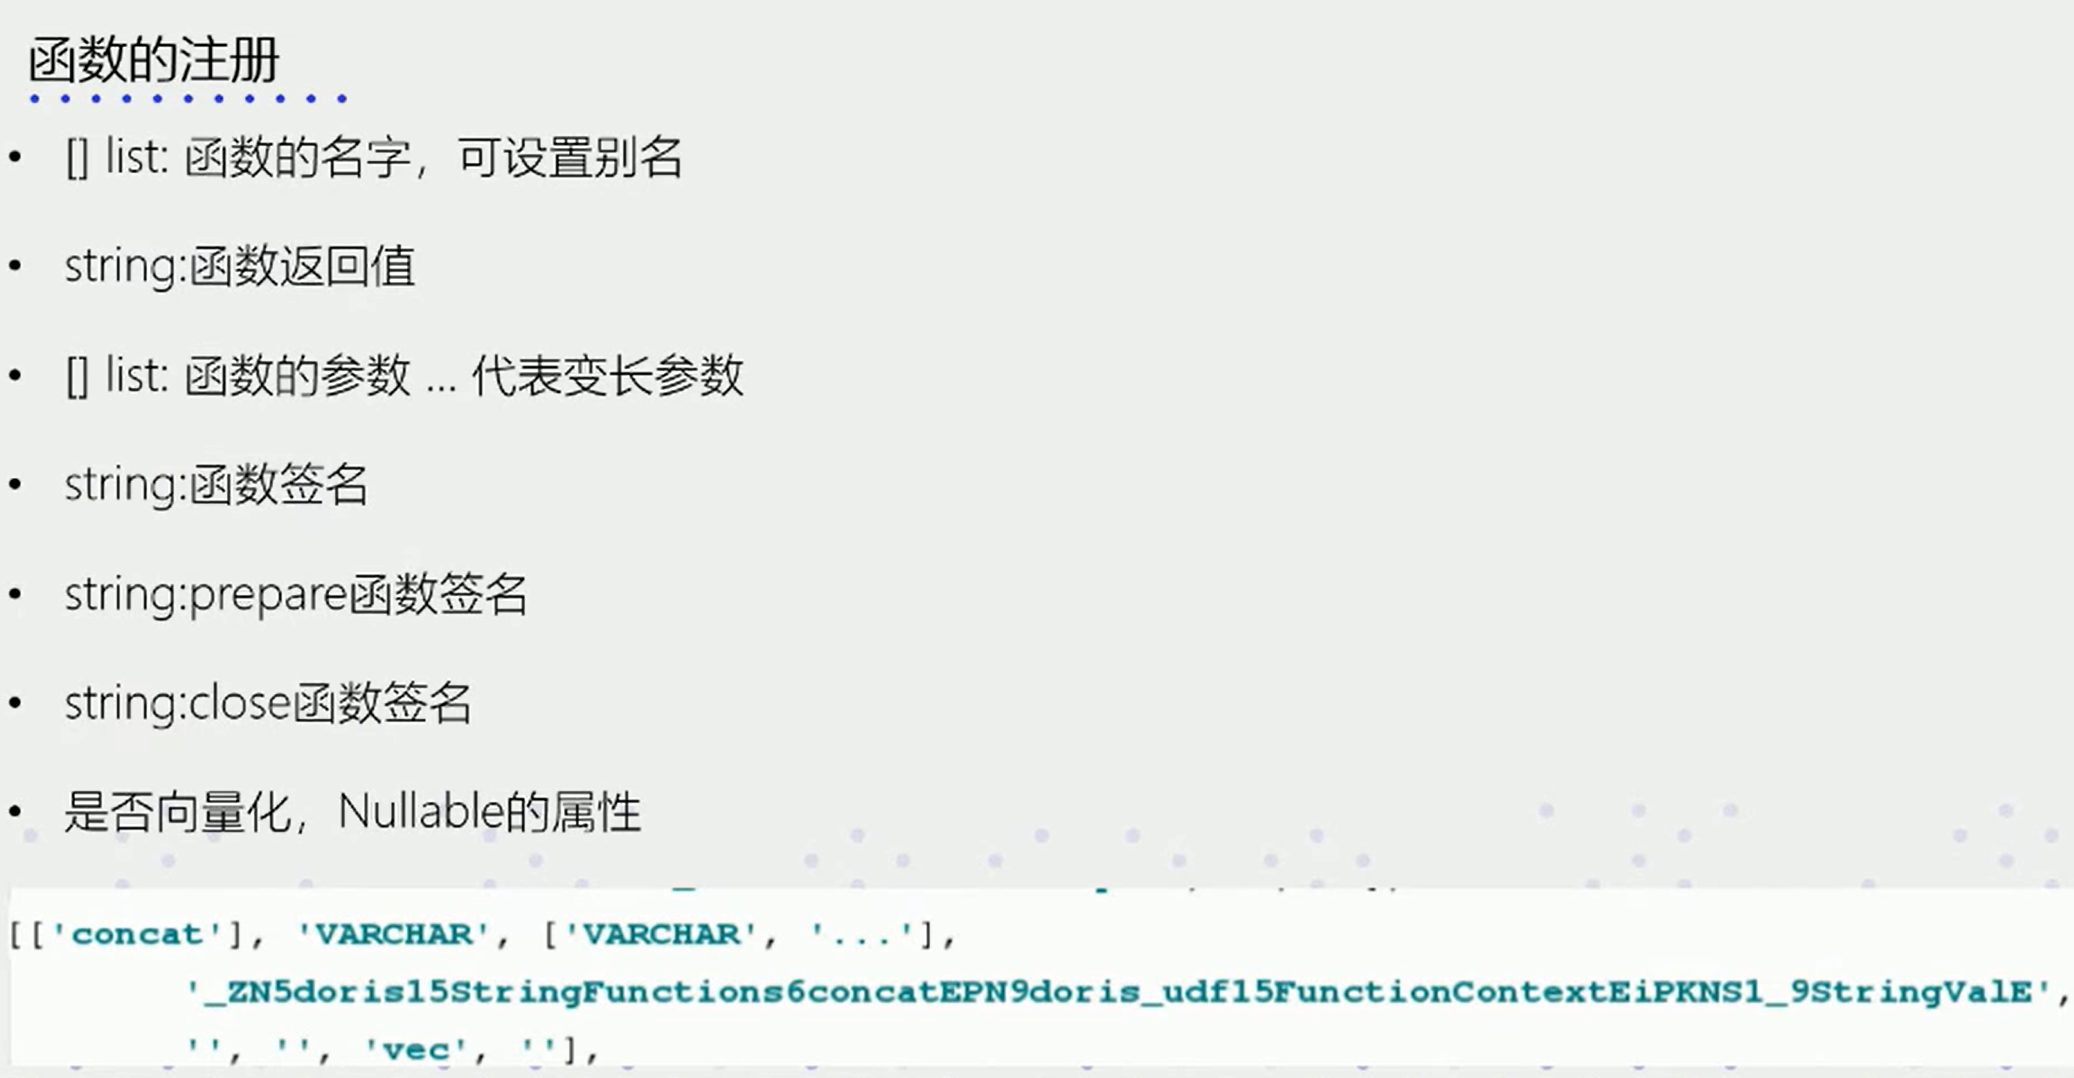 函数的注册
• [] list: 函数的名字，可设置别名
• string:函数返回值
• [] list: 函数的参数 ... 代表变长参数
• string:函数签名
• string:prepare函数签名
• string:close函数签名
• 是否向量化，Nullable的属性
[['concat'], 'VARCHAR', ['VARCHAR', '...'],
'_ZN5doris15StringFunctions6concatEPN9doris_udf15FunctionContextEiPKNS1_9StringValE',
'', '', 'vec', ''],